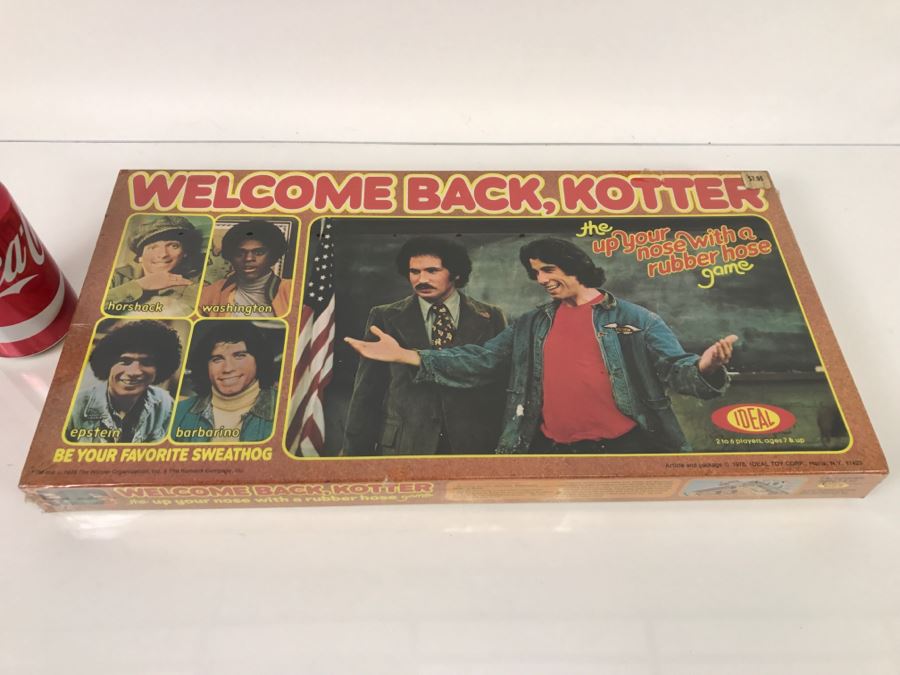 WELCOME BACK, KOTTER
$7.96
the
up your
nose with a
rubber hose
game
horshack
washington
epstein
barbarino
BE YOUR FAVORITE SWEATHOG
IDEAL
2 to 6 players, ages 7 & up
WELCOME BACK, KOTTER
the up your nose with a rubber hose game